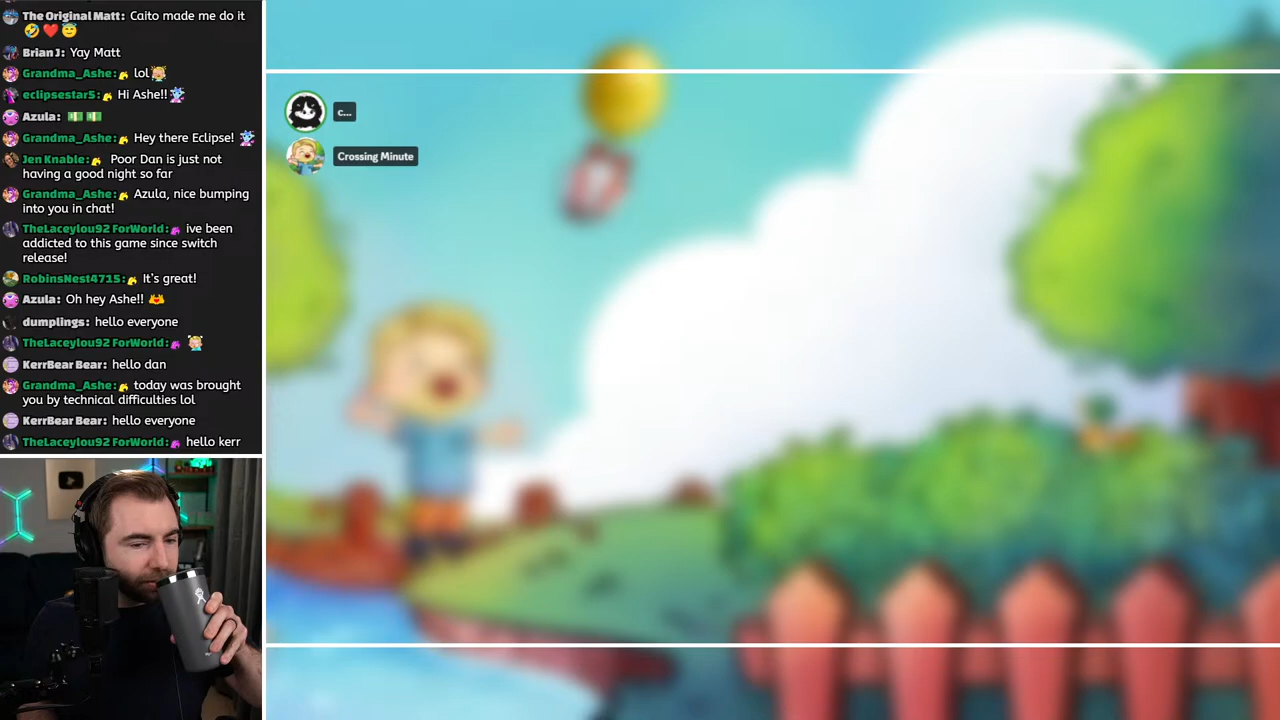 The Original Matt: Caito made me do it
🤣 ❤️ 😇
Brian J: Yay Matt
Grandma_Ashe: lol
eclipsestar5: Hi Ashe!!
Azula: 💵 💵
Grandma_Ashe: Hey there Eclipse!
Jen Knable: Poor Dan is just not
having a good night so far
Grandma_Ashe: Azula, nice bumping
into you in chat!
TheLaceylou92 ForWorld: ive been
addicted to this game since switch
release!
RobinsNest4715: It's great!
Azula: Oh hey Ashe!!
dumplings: hello everyone
TheLaceylou92 ForWorld:
KerrBear Bear: hello dan
Grandma_Ashe: today was brought
you by technical difficulties lol
KerrBear Bear: hello everyone
TheLaceylou92 ForWorld: hello kerr
c...
Crossing Minute